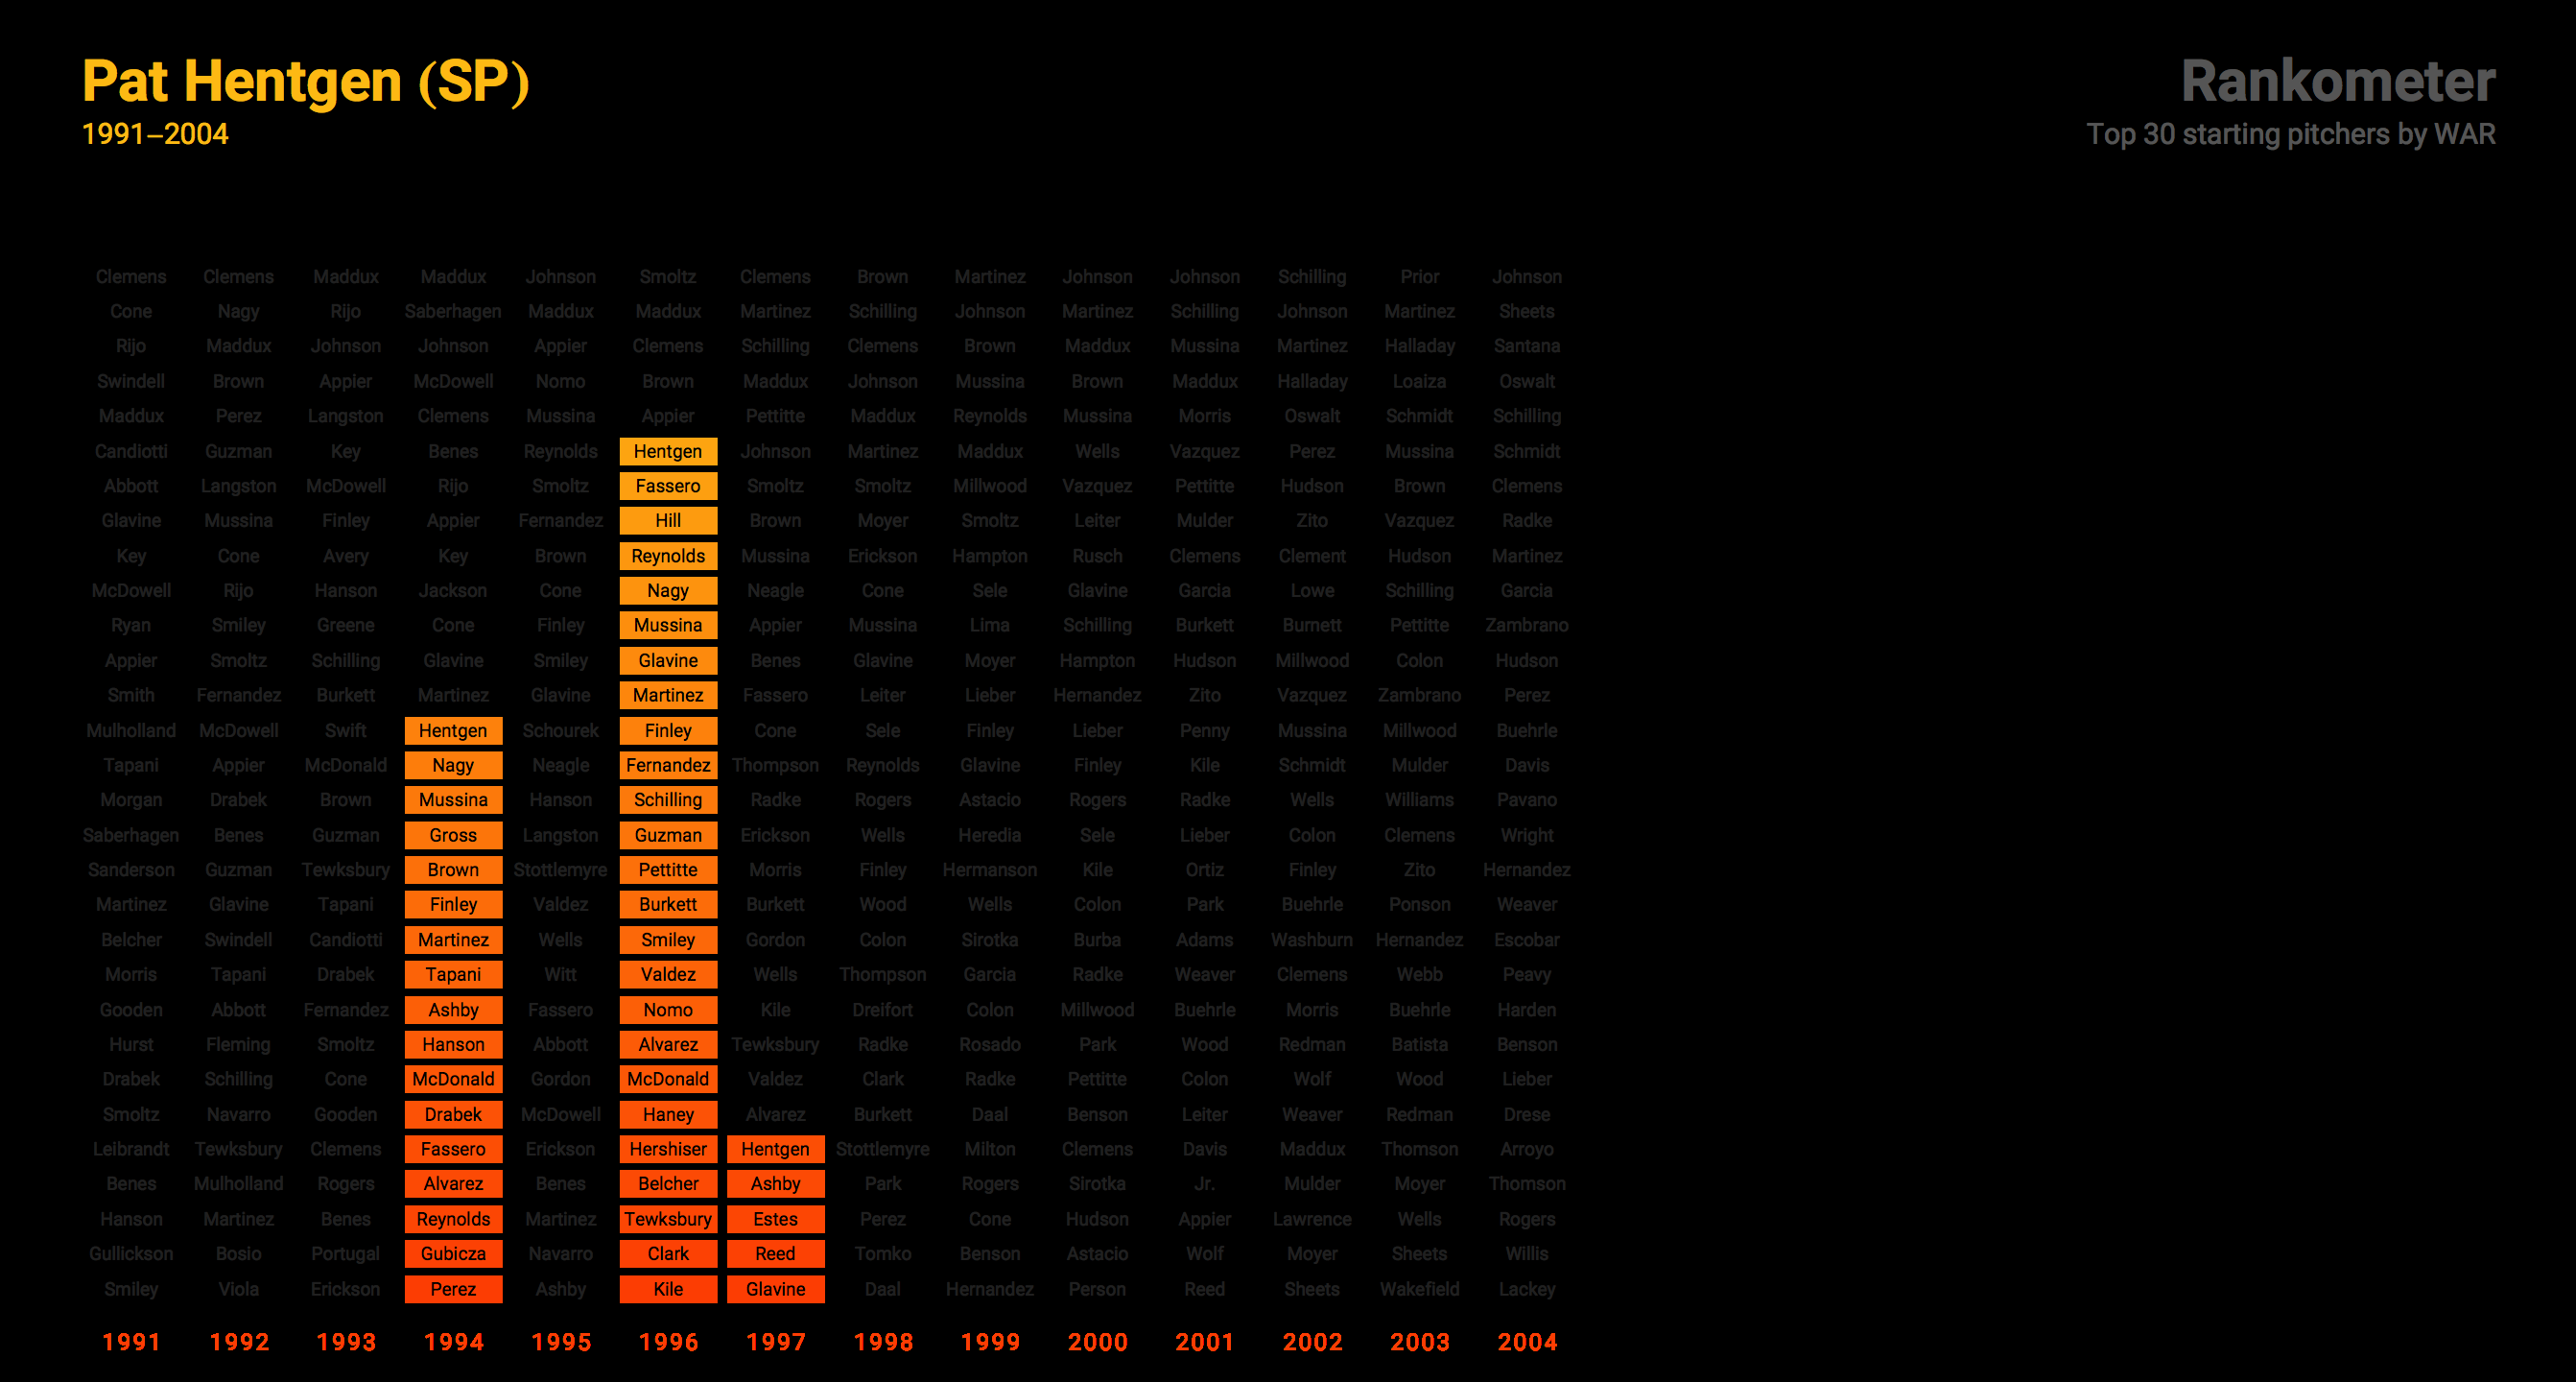 Pat Hentgen (SP)
1991–2004
Rankometer
Top 30 starting pitchers by WAR
Clemens Clemens Maddux Maddux Johnson Smoltz Clemens Brown Martinez Johnson Johnson Schilling Prior Johnson
Cone Nagy Rijo Saberhagen Maddux Maddux Martinez Schilling Johnson Martinez Schilling Johnson Martinez Sheets
Rijo Maddux Johnson Johnson Appier Clemens Schilling Clemens Brown Maddux Mussina Martinez Halladay Santana
Swindell Brown Appier McDowell Nomo Brown Maddux Johnson Mussina Brown Maddux Halladay Loaiza Oswalt
Maddux Perez Langston Clemens Mussina Appier Pettitte Maddux Reynolds Mussina Morris Oswalt Schmidt Schilling
Candiotti Guzman Key Benes Reynolds Hentgen Johnson Martinez Maddux Wells Vazquez Perez Mussina Schmidt
Abbott Langston McDowell Rijo Smoltz Fassero Smoltz Smoltz Millwood Vazquez Pettitte Hudson Brown Clemens
Glavine Mussina Finley Appier Fernandez Hill Brown Moyer Smoltz Leiter Mulder Zito Vazquez Radke
Key Cone Avery Key Brown Reynolds Mussina Erickson Hampton Rusch Clemens Clement Hudson Martinez
McDowell Rijo Hanson Jackson Cone Nagy Neagle Cone Sele Glavine Garcia Lowe Schilling Garcia
Ryan Smiley Greene Cone Finley Mussina Appier Mussina Lima Schilling Burkett Burnett Pettitte Zambrano
Appier Smoltz Schilling Glavine Smiley Glavine Benes Glavine Moyer Hampton Hudson Millwood Colon Hudson
Smith Fernandez Burkett Martinez Glavine Martinez Fassero Leiter Lieber Hernandez Zito Vazquez Zambrano Perez
Mulholland McDowell Swift Hentgen Schourek Finley Cone Sele Finley Lieber Penny Mussina Millwood Buehrle
Tapani Appier McDonald Nagy Neagle Fernandez Thompson Reynolds Glavine Finley Kile Schmidt Mulder Davis
Morgan Drabek Brown Mussina Hanson Schilling Radke Rogers Astacio Rogers Radke Wells Williams Pavano
Saberhagen Benes Guzman Gross Langston Guzman Erickson Wells Heredia Sele Lieber Colon Clemens Wright
Sanderson Guzman Tewksbury Brown Stottlemyre Pettitte Morris Finley Hermanson Kile Ortiz Finley Zito Hernandez
Martinez Glavine Tapani Finley Valdez Burkett Burkett Wood Wells Colon Park Buehrle Ponson Weaver
Belcher Swindell Candiotti Martinez Wells Smiley Gordon Colon Sirotka Burba Adams Washburn Hernandez Escobar
Morris Tapani Drabek Tapani Witt Valdez Wells Thompson Garcia Radke Weaver Clemens Webb Peavy
Gooden Abbott Fernandez Ashby Fassero Nomo Kile Dreifort Colon Millwood Buehrle Morris Buehrle Harden
Hurst Fleming Smoltz Hanson Abbott Alvarez Tewksbury Radke Rosado Park Wood Redman Batista Benson
Drabek Schilling Cone McDonald Gordon McDonald Valdez Clark Radke Pettitte Colon Wolf Wood Lieber
Smoltz Navarro Gooden Drabek McDowell Haney Alvarez Burkett Daal Benson Leiter Weaver Redman Drese
Leibrandt Tewksbury Clemens Fassero Erickson Hershiser Hentgen Stottlemyre Milton Clemens Davis Maddux Thomson Arroyo
Benes Mulholland Rogers Alvarez Benes Belcher Ashby Park Rogers Sirotka Jr. Mulder Moyer Thomson
Hanson Martinez Benes Reynolds Martinez Tewksbury Estes Perez Cone Hudson Appier Lawrence Wells Rogers
Gullickson Bosio Portugal Gubicza Navarro Clark Reed Tomko Benson Astacio Wolf Moyer Sheets Willis
Smiley Viola Erickson Perez Ashby Kile Glavine Daal Hernandez Person Reed Sheets Wakefield Lackey
1991 1992 1993 1994 1995 1996 1997 1998 1999 2000 2001 2002 2003 2004